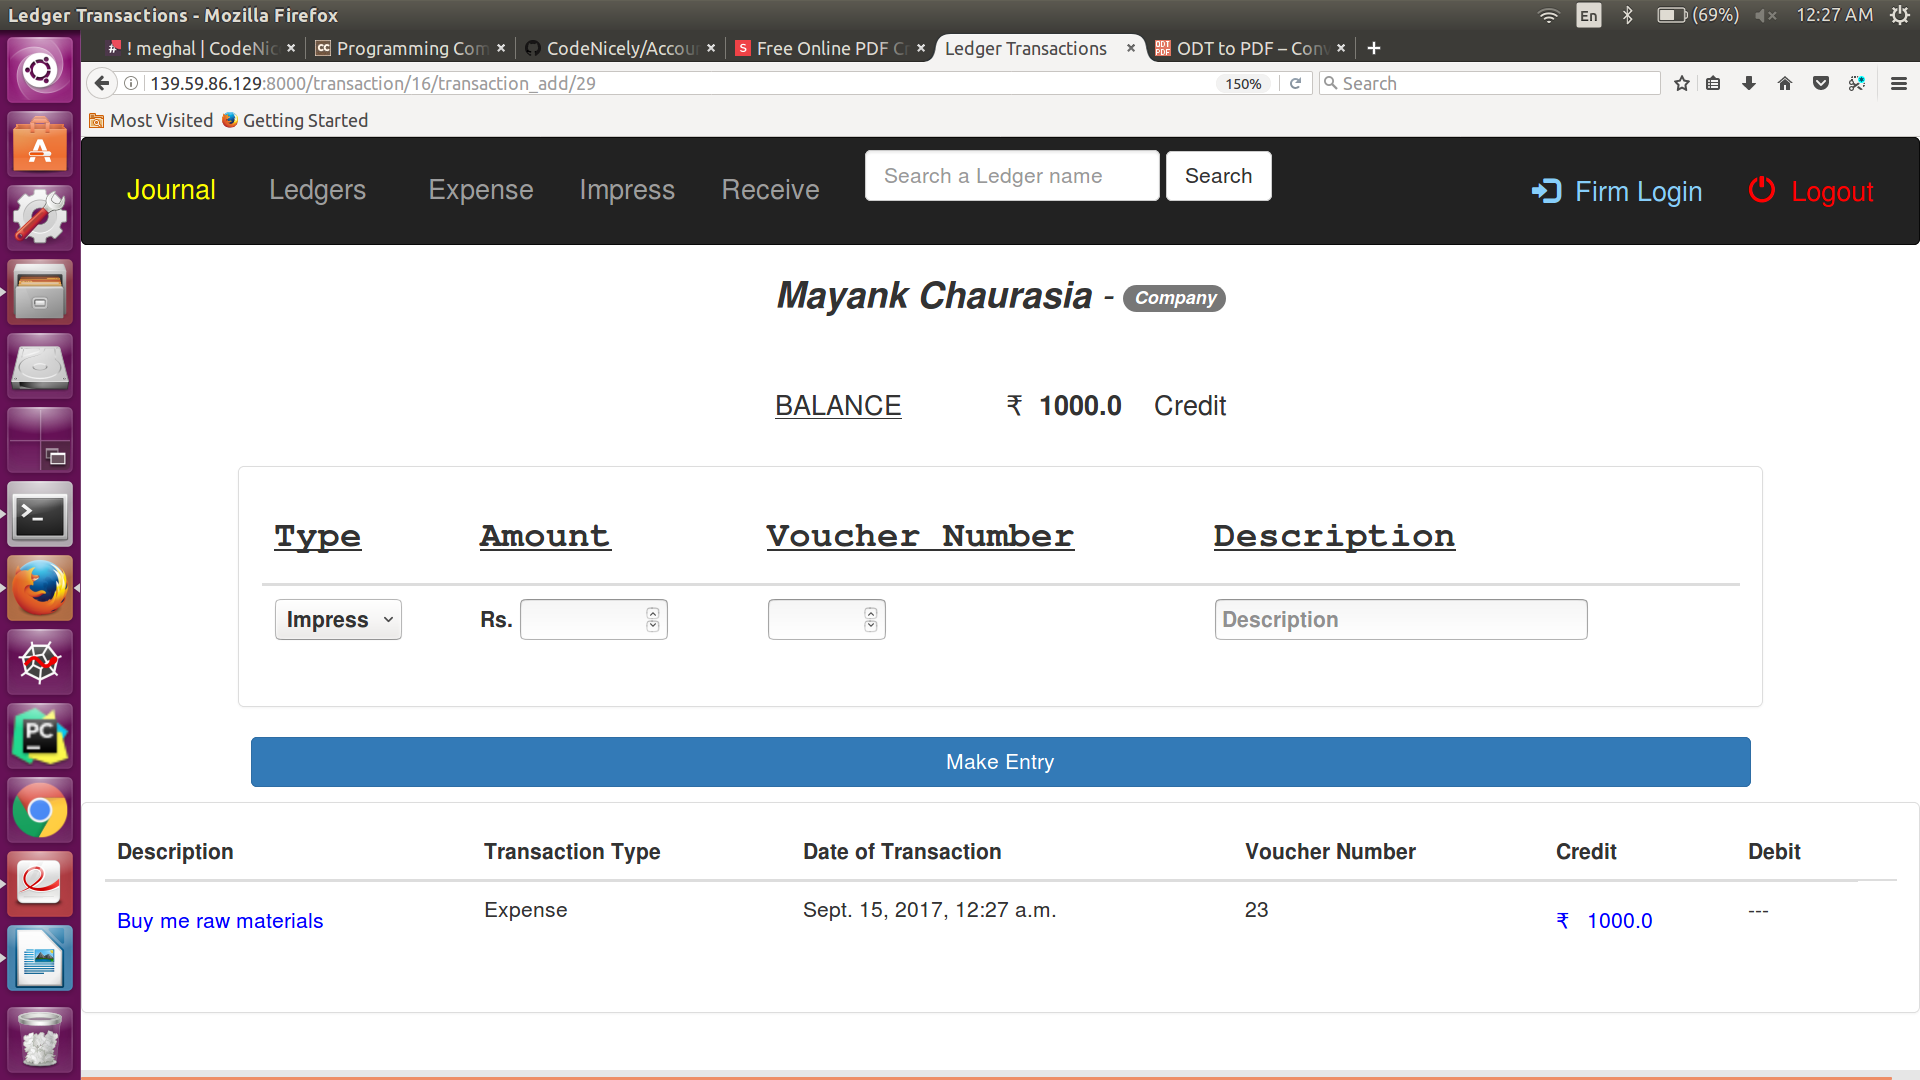 Ledger Transactions - Mozilla Firefox
En
(69%)
12:27 AM
! meghal | CodeNic
Programming Com
CodeNicely/Accou
Free Online PDF Cr
Ledger Transactions
ODT to PDF – Conv
139.59.86.129:8000/transaction/16/transaction_add/29
150%
Search
Most Visited
Getting Started
Journal
Ledgers
Expense
Impress
Receive
Search a Ledger name
Search
Firm Login
Logout
Mayank Chaurasia - Company
BALANCE ₹ 1000.0 Credit
Type Amount Voucher Number Description
Impress Rs. Description
Make Entry
Description Transaction Type Date of Transaction Voucher Number Credit Debit
Buy me raw materials Expense Sept. 15, 2017, 12:27 a.m. 23 ₹ 1000.0 ---